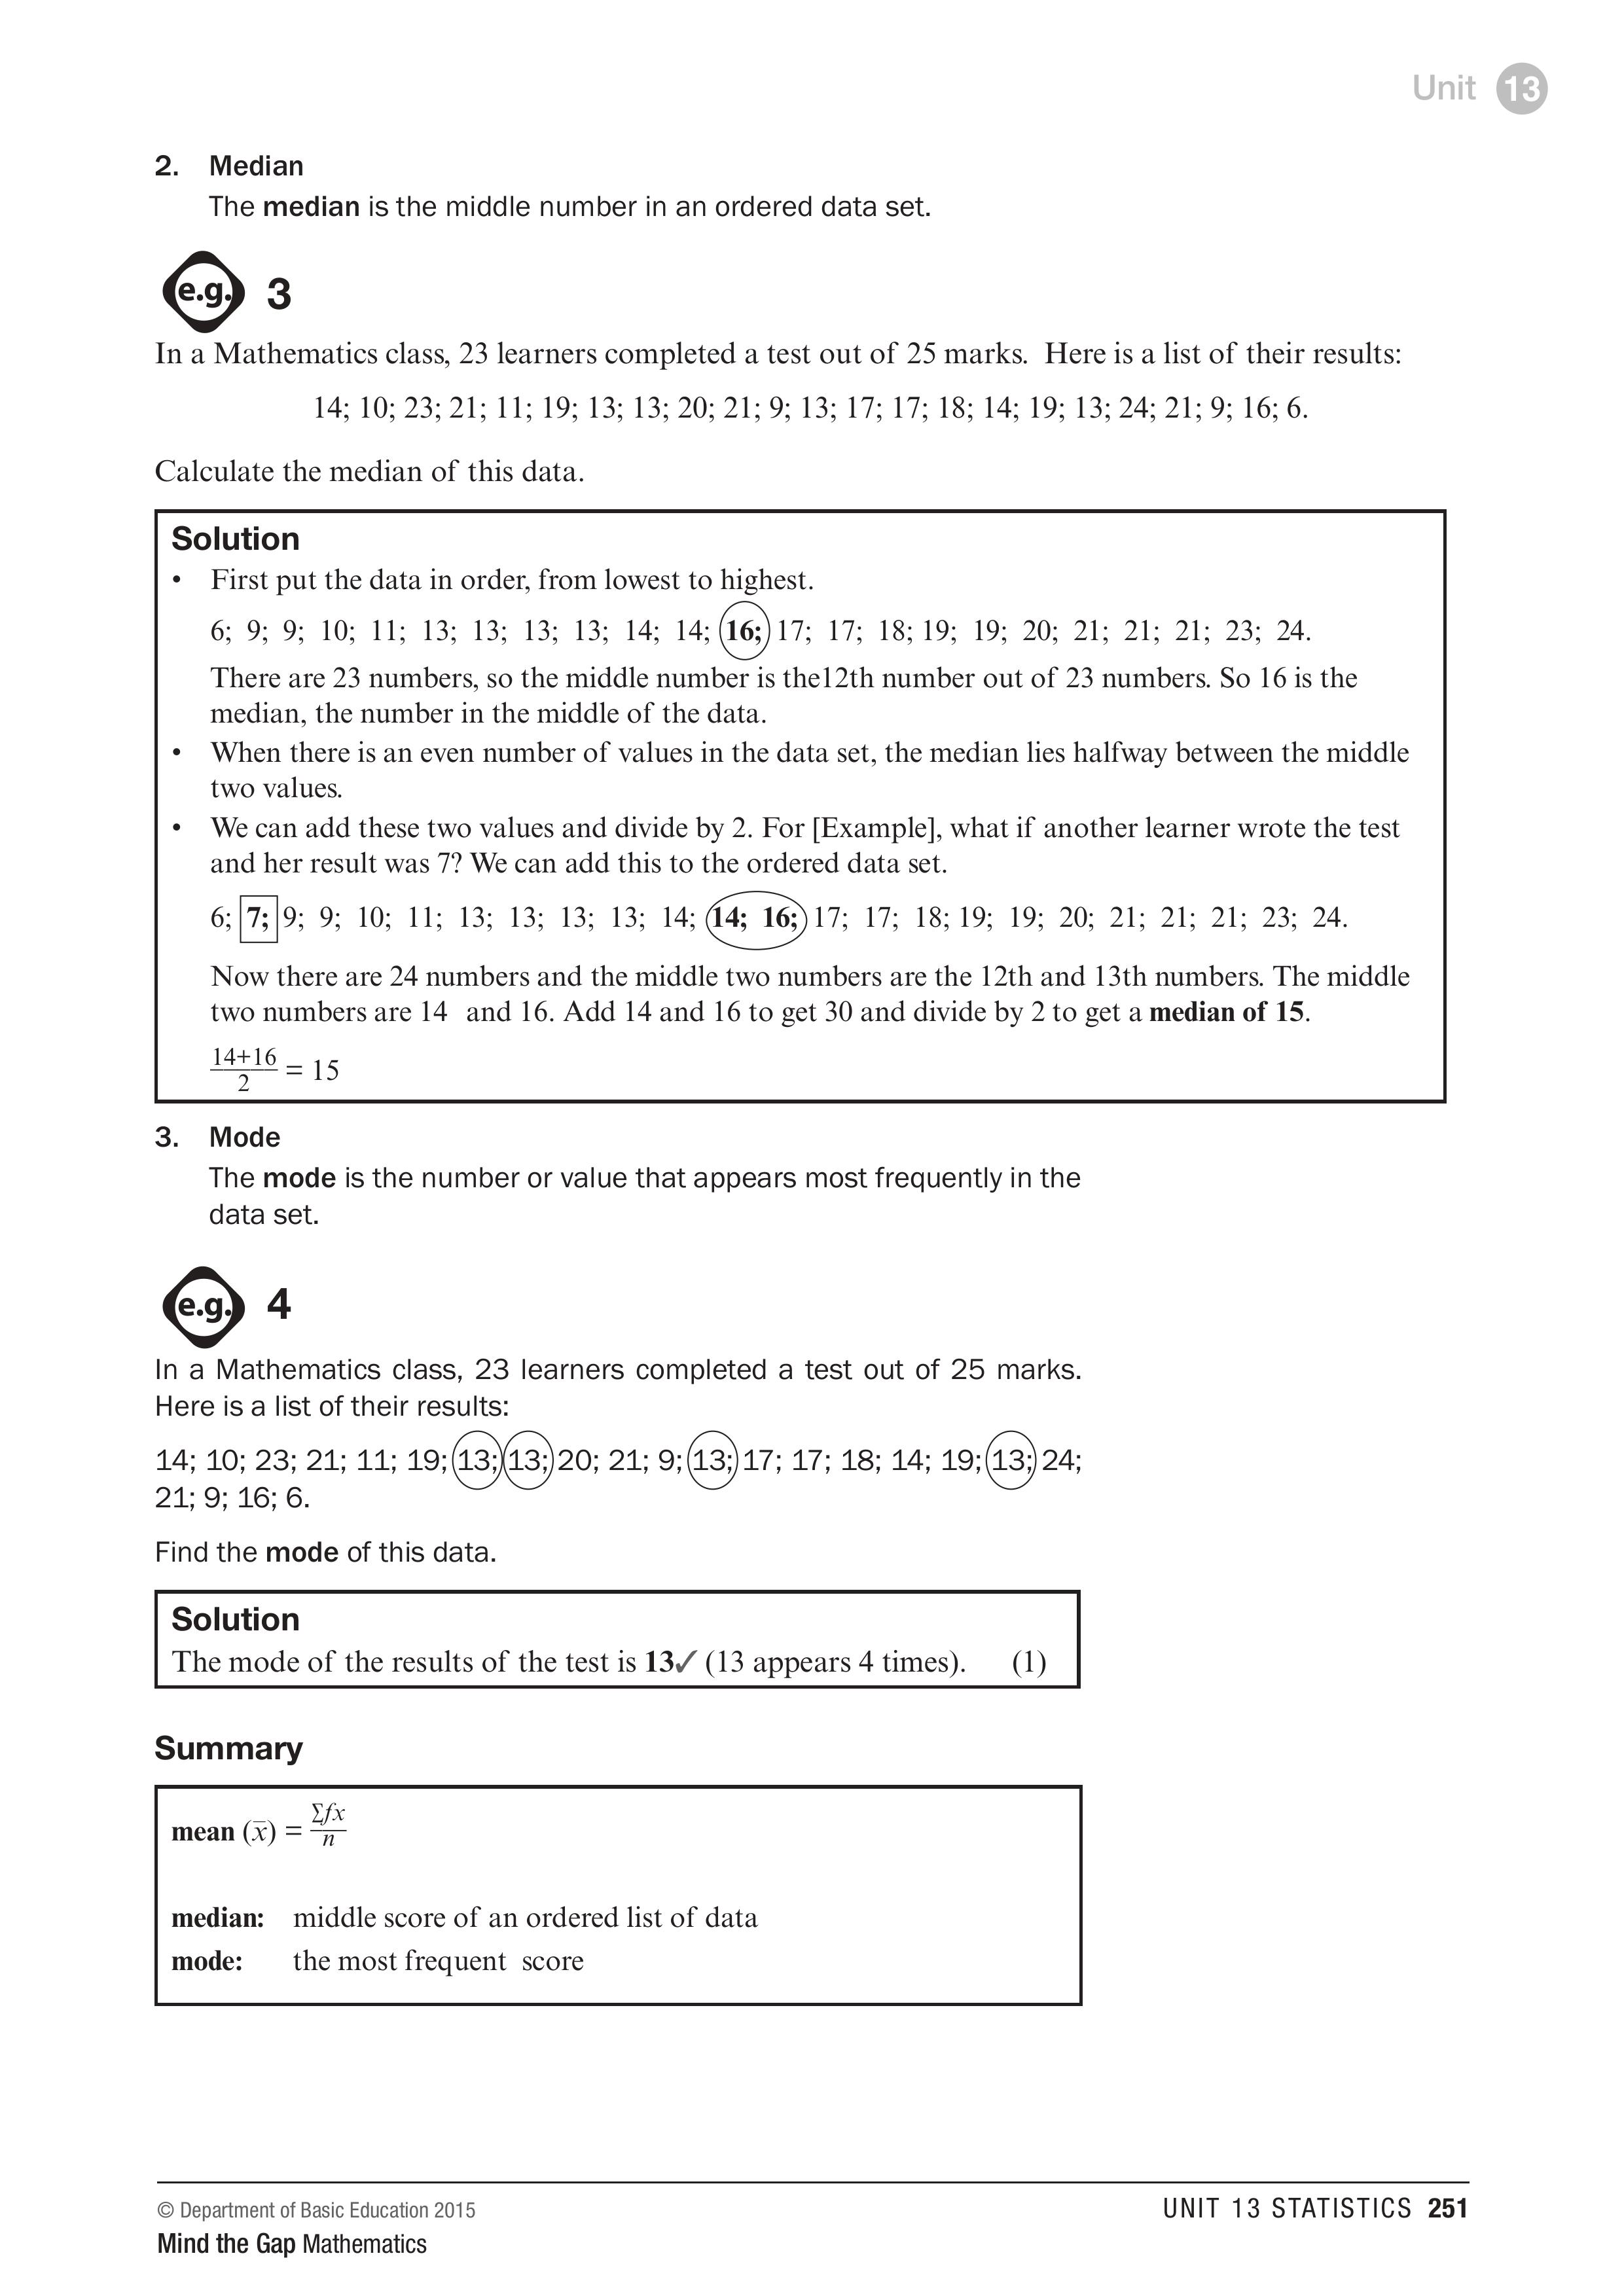 Unit 13
2. Median
The median is the middle number in an ordered data set.
e.g. 3
In a Mathematics class, 23 learners completed a test out of 25 marks. Here is a list of their results:
14; 10; 23; 21; 11; 19; 13; 13; 20; 21; 9; 13; 17; 17; 18; 14; 19; 13; 24; 21; 9; 16; 6.
Calculate the median of this data.
Solution
• First put the data in order, from lowest to highest.
6; 9; 9; 10; 11; 13; 13; 13; 13; 14; 14; 16; 17; 17; 18; 19; 19; 20; 21; 21; 21; 23; 24.
There are 23 numbers, so the middle number is the12th number out of 23 numbers. So 16 is the
median, the number in the middle of the data.
• When there is an even number of values in the data set, the median lies halfway between the middle
two values.
• We can add these two values and divide by 2. For [Example], what if another learner wrote the test
and her result was 7? We can add this to the ordered data set.
6; 7; 9; 9; 10; 11; 13; 13; 13; 13; 14; 14; 16; 17; 17; 18; 19; 19; 20; 21; 21; 21; 23; 24.
Now there are 24 numbers and the middle two numbers are the 12th and 13th numbers. The middle
two numbers are 14 and 16. Add 14 and 16 to get 30 and divide by 2 to get a median of 15.
14+16
2
= 15
3. Mode
The mode is the number or value that appears most frequently in the
data set.
e.g. 4
In a Mathematics class, 23 learners completed a test out of 25 marks.
Here is a list of their results:
14; 10; 23; 21; 11; 19; 13; 13; 20; 21; 9; 13; 17; 17; 18; 14; 19; 13; 24;
21; 9; 16; 6.
Find the mode of this data.
Solution
The mode of the results of the test is 13✓ (13 appears 4 times). (1)
Summary
mean (x̅) = ∑fx
n
median: middle score of an ordered list of data
mode: the most frequent score
© Department of Basic Education 2015
Mind the Gap Mathematics
UNIT 13 STATISTICS 251